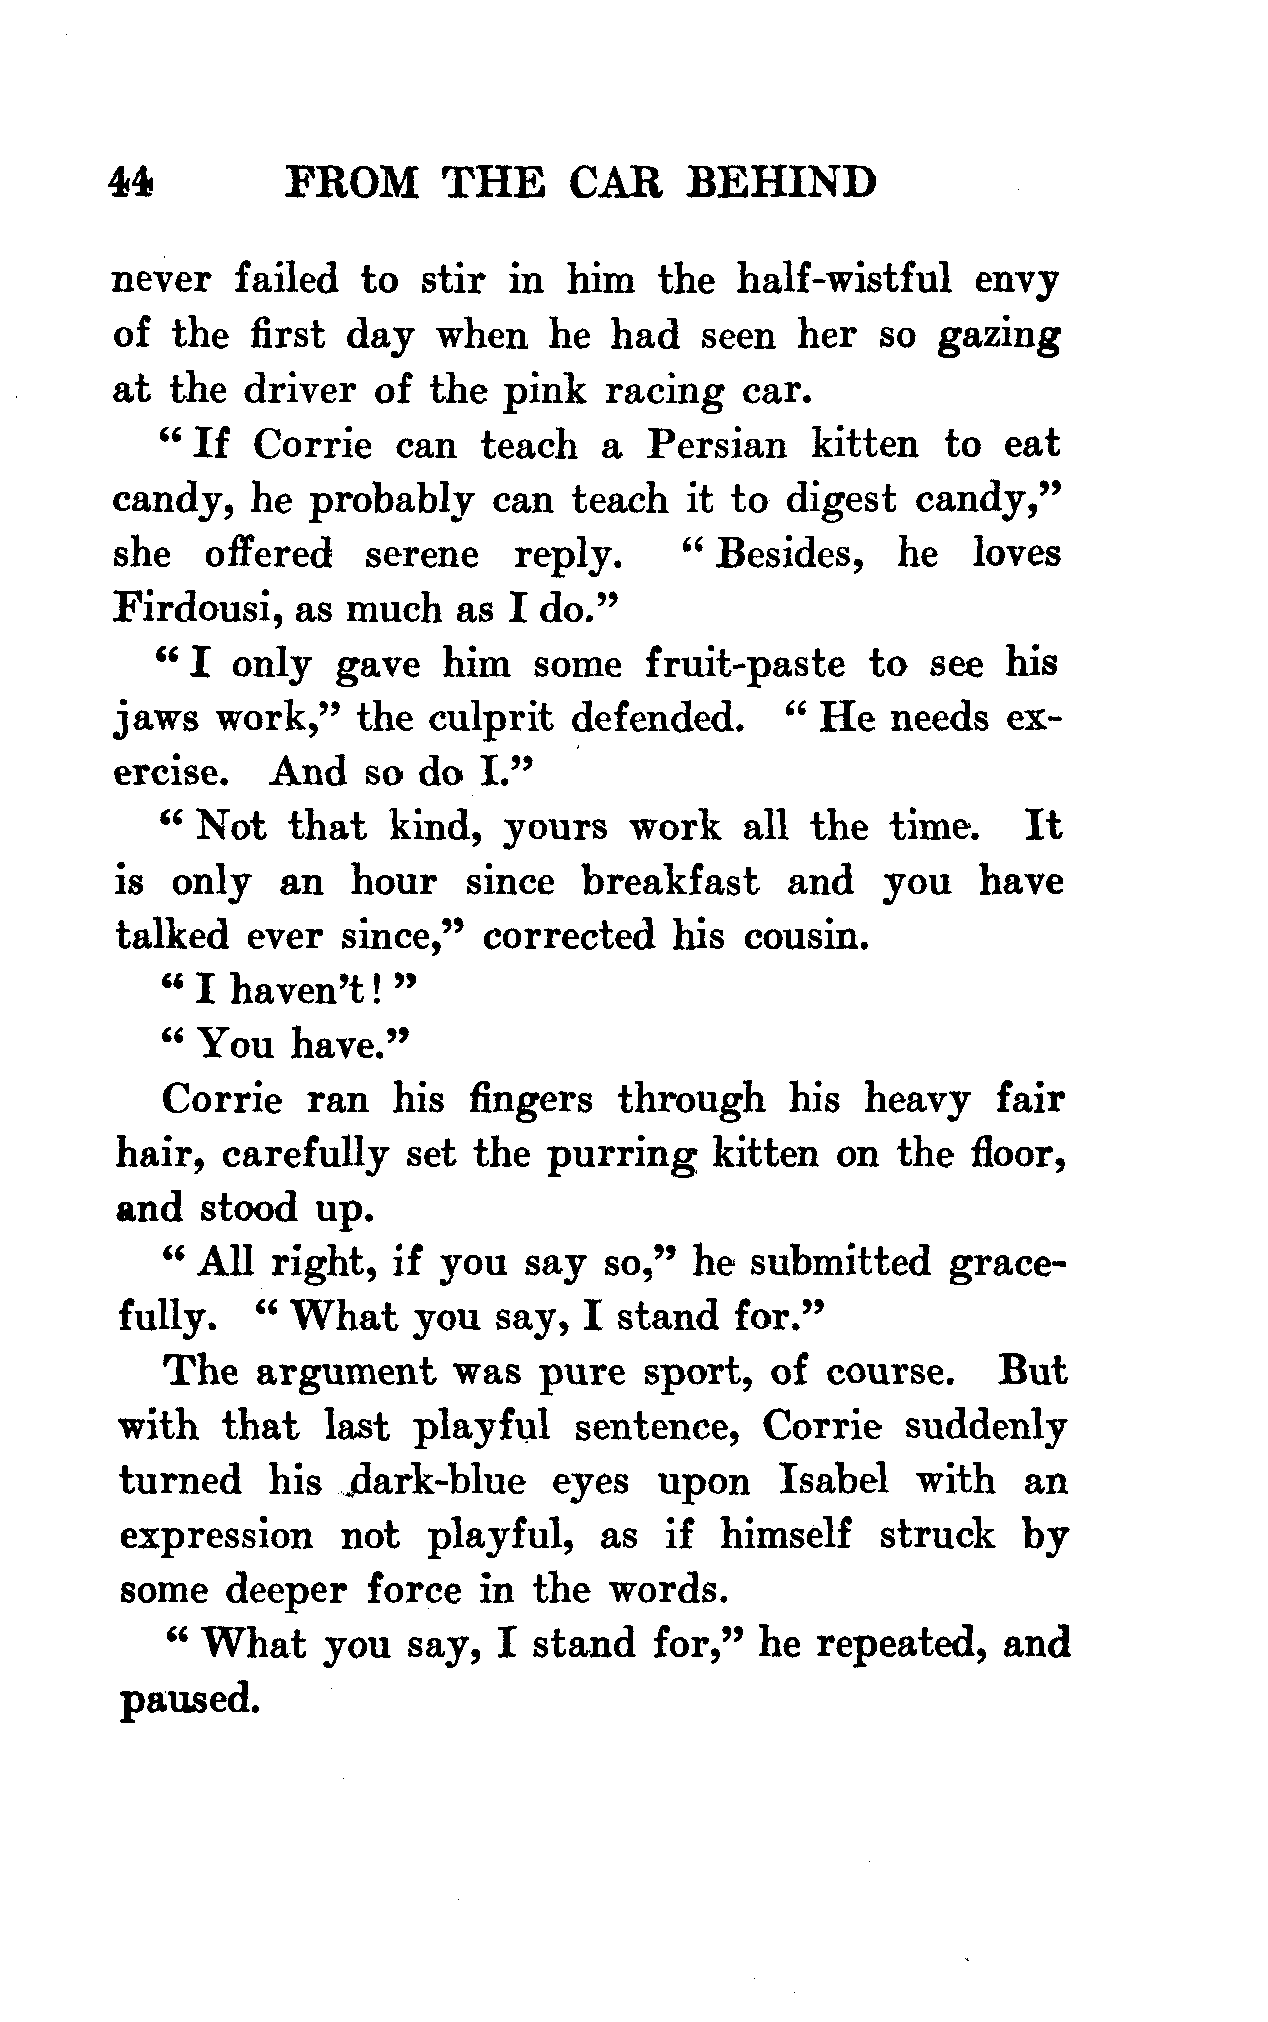 44 FROM THE CAR BEHIND
never failed to stir in him the half-wistful envy
of the first day when he had seen her so gazing
at the driver of the pink racing car.
“ If Corrie can teach a Persian kitten to eat
candy, he probably can teach it to digest candy,”
she offered serene reply. “ Besides, he loves
Firdousi, as much as I do.”
“ I only gave him some fruit-paste to see his
jaws work,” the culprit defended. “ He needs ex-
ercise. And so do I.”
“ Not that kind, yours work all the time. It
is only an hour since breakfast and you have
talked ever since,” corrected his cousin.
“ I haven’t! ”
“ You have.”
Corrie ran his fingers through his heavy fair
hair, carefully set the purring kitten on the floor,
and stood up.
“ All right, if you say so,” he submitted grace-
fully. “ What you say, I stand for.”
The argument was pure sport, of course. But
with that last playful sentence, Corrie suddenly
turned his dark-blue eyes upon Isabel with an
expression not playful, as if himself struck by
some deeper force in the words.
“ What you say, I stand for,” he repeated, and
paused.